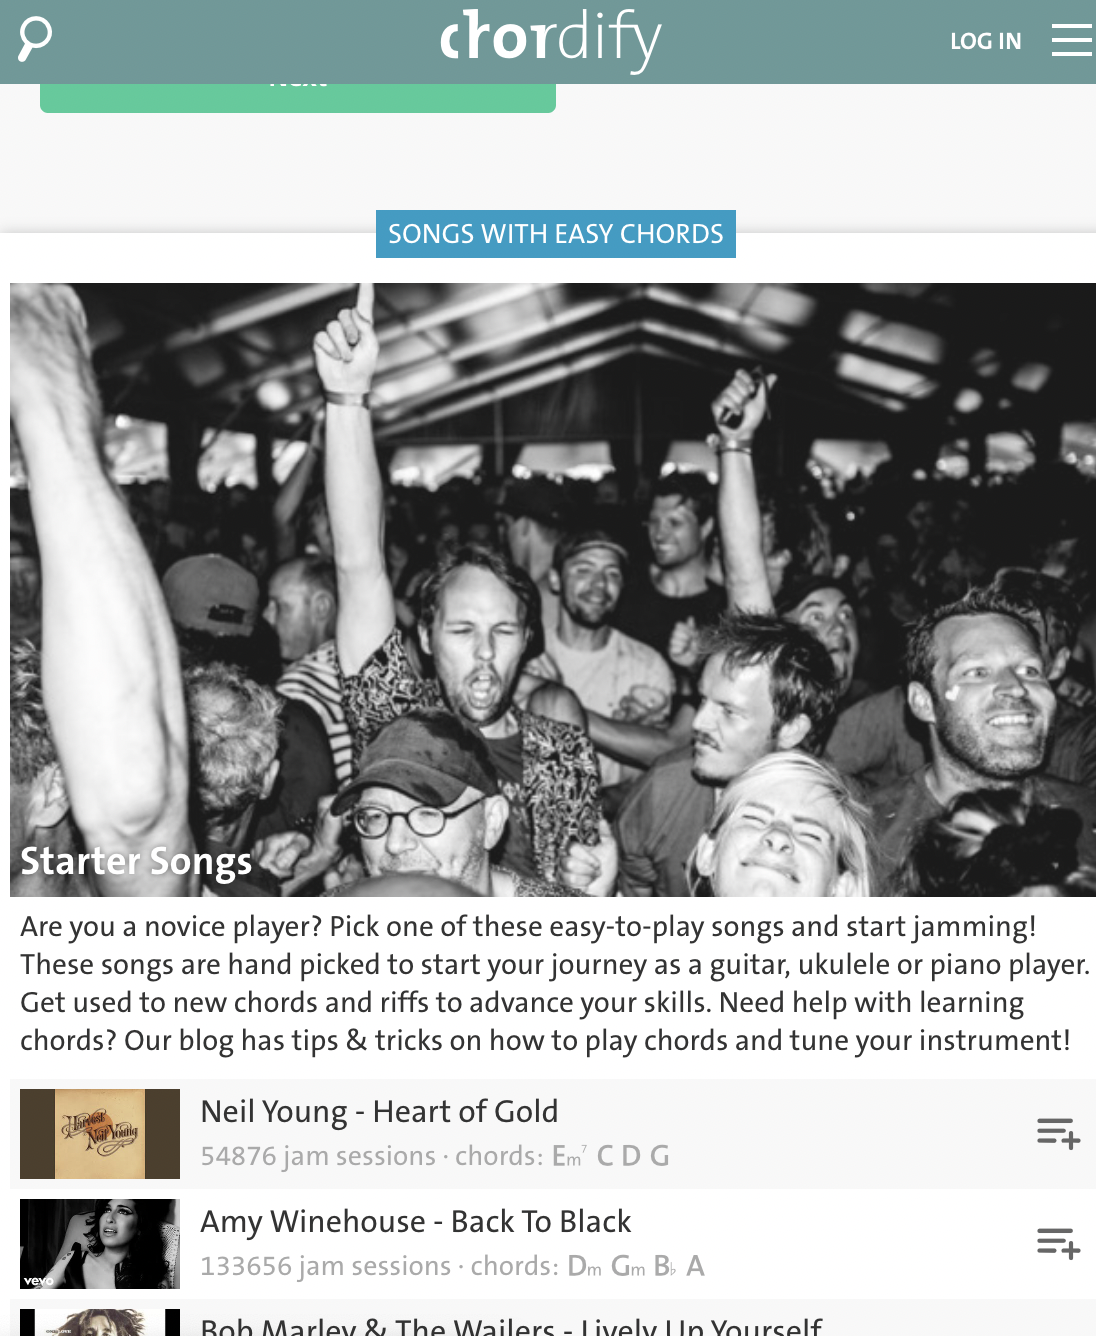 chordify
LOG IN
Next
SONGS WITH EASY CHORDS
Starter Songs
Are you a novice player? Pick one of these easy-to-play songs and start jamming!
These songs are hand picked to start your journey as a guitar, ukulele or piano player.
Get used to new chords and riffs to advance your skills. Need help with learning
chords? Our blog has tips & tricks on how to play chords and tune your instrument!
Harvest
Neil Young
Neil Young - Heart of Gold
54876 jam sessions · chords: Em⁷ C D G
vevo
Amy Winehouse - Back To Black
133656 jam sessions · chords: Dm Gm B♭ A
Bob Marley & The Wailers - Lively Up Yourself